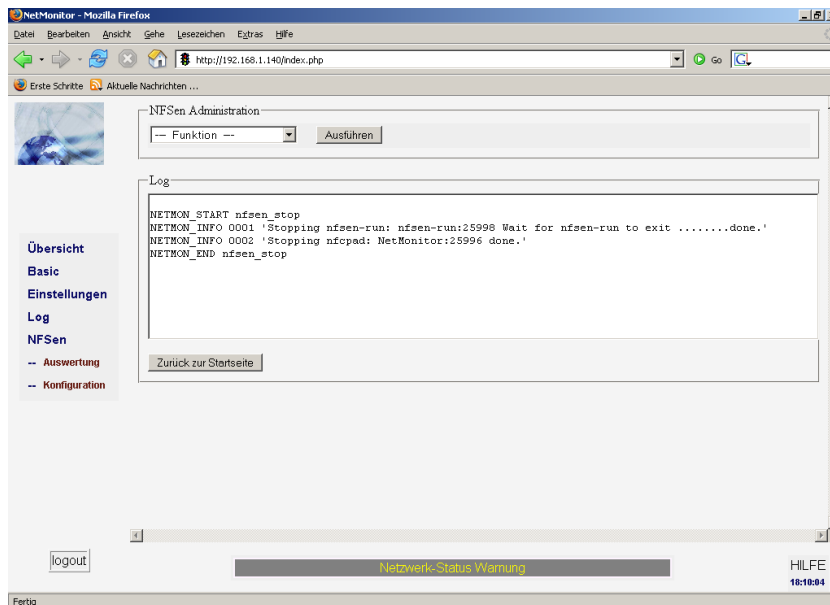 NetMonitor - Mozilla Firefox
Datei Bearbeiten Ansicht Gehe Lesezeichen Extras Hilfe
http://192.168.1.140/index.php
Go
G
Erste Schritte Aktuelle Nachrichten ...
NFSen Administration
--- Funktion ---
Ausführen
Log
NETMON_START nfsen_stop
NETMON_INFO 0001 'Stopping nfsen-run: nfsen-run:25998 Wait for nfsen-run to exit ........done.'
NETMON_INFO 0002 'Stopping nfcpad: NetMonitor:25996 done.'
NETMON_END nfsen_stop
Zurück zur Startseite
Übersicht
Basic
Einstellungen
Log
NFSen
-- Auswertung
-- Konfiguration
logout
Netzwerk-Status Warnung
HILFE
18:10:04
Fertig